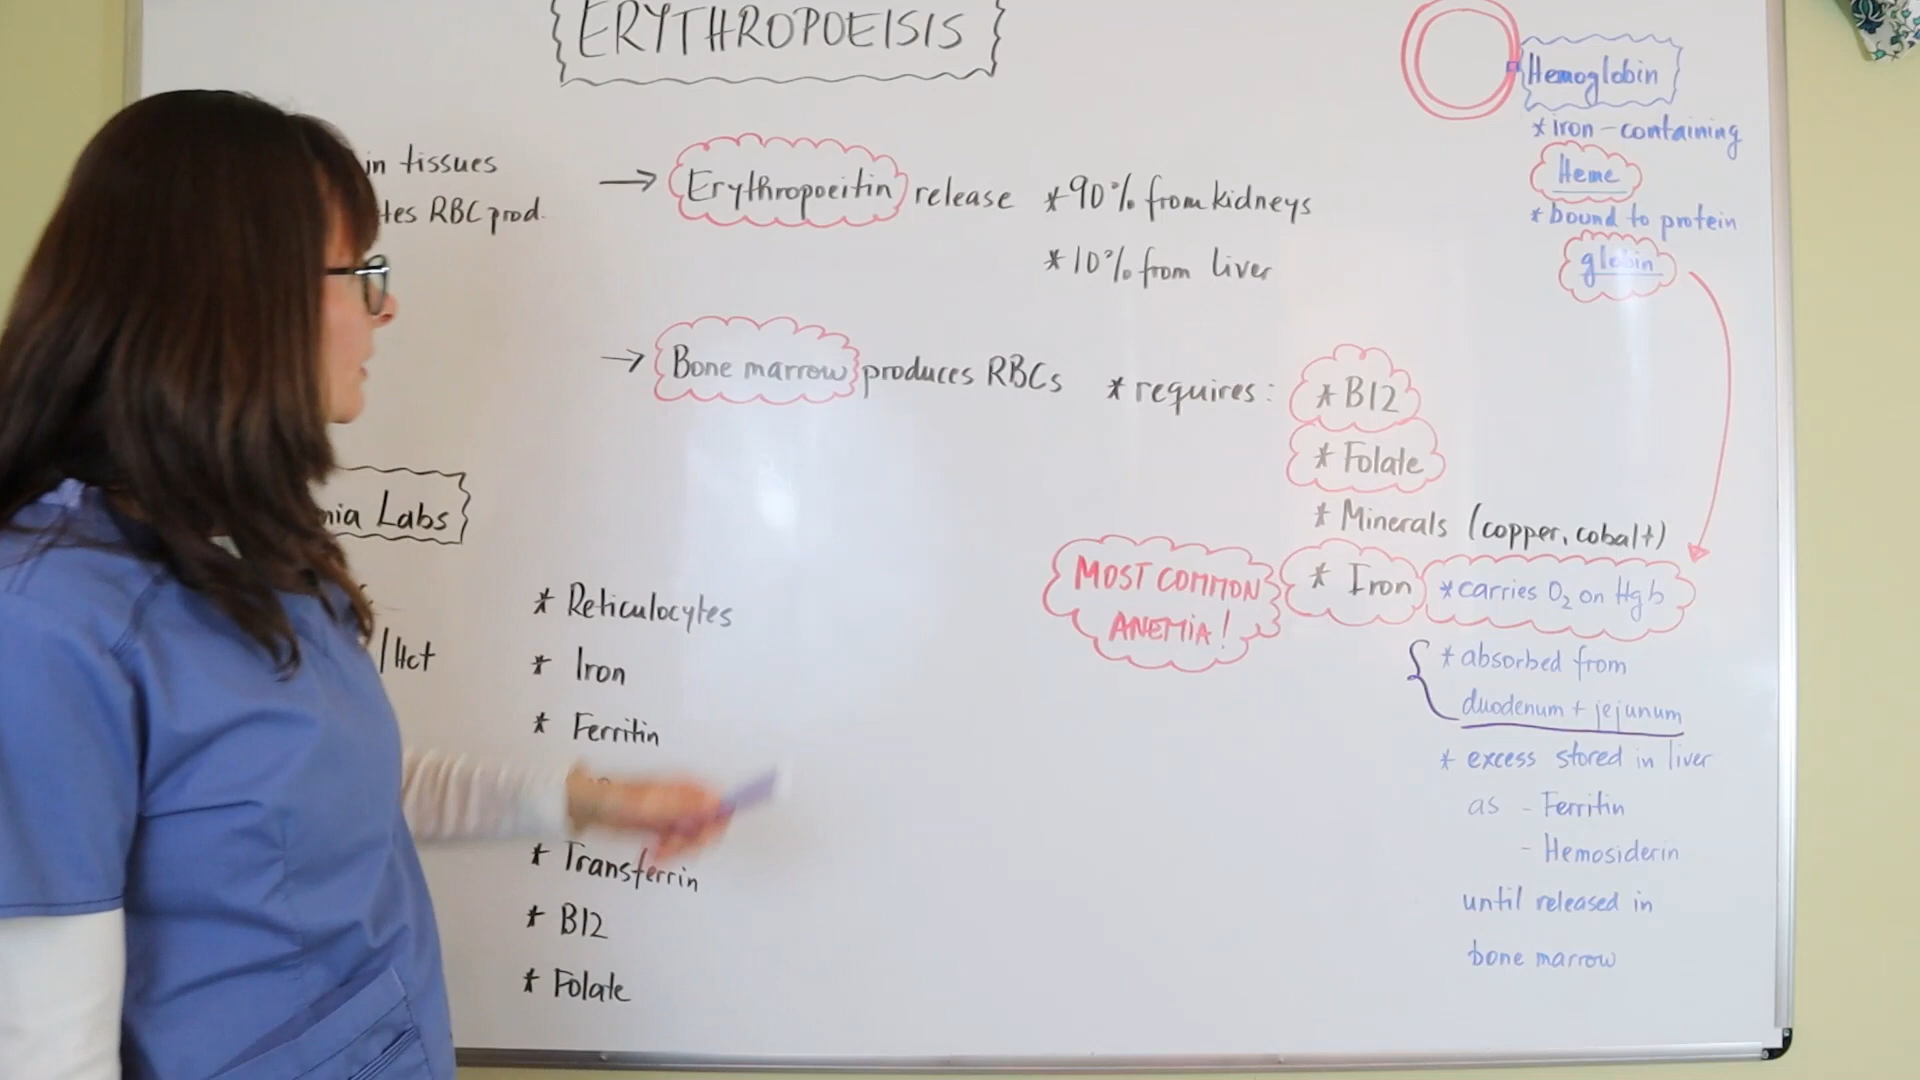 ERYTHROPOEISIS
in tissues
RBC prod.
→ Erythropoeitin release *90% from kidneys
*10% from liver
→ Bone marrow produces RBCs * requires:
* B12
* Folate
* Minerals (copper, cobalt)
* Iron *carries O₂ on Hgb
MOST COMMON
ANEMIA!
* absorbed from
duodenum + jejunum
* excess stored in liver
as - Ferritin
- Hemosiderin
until released in
bone marrow
Hemoglobin
* iron-containing
Heme
* bound to protein
globin
Labs
/Hct
* Reticulocytes
* Iron
* Ferritin
* Transferrin
* B12
* Folate